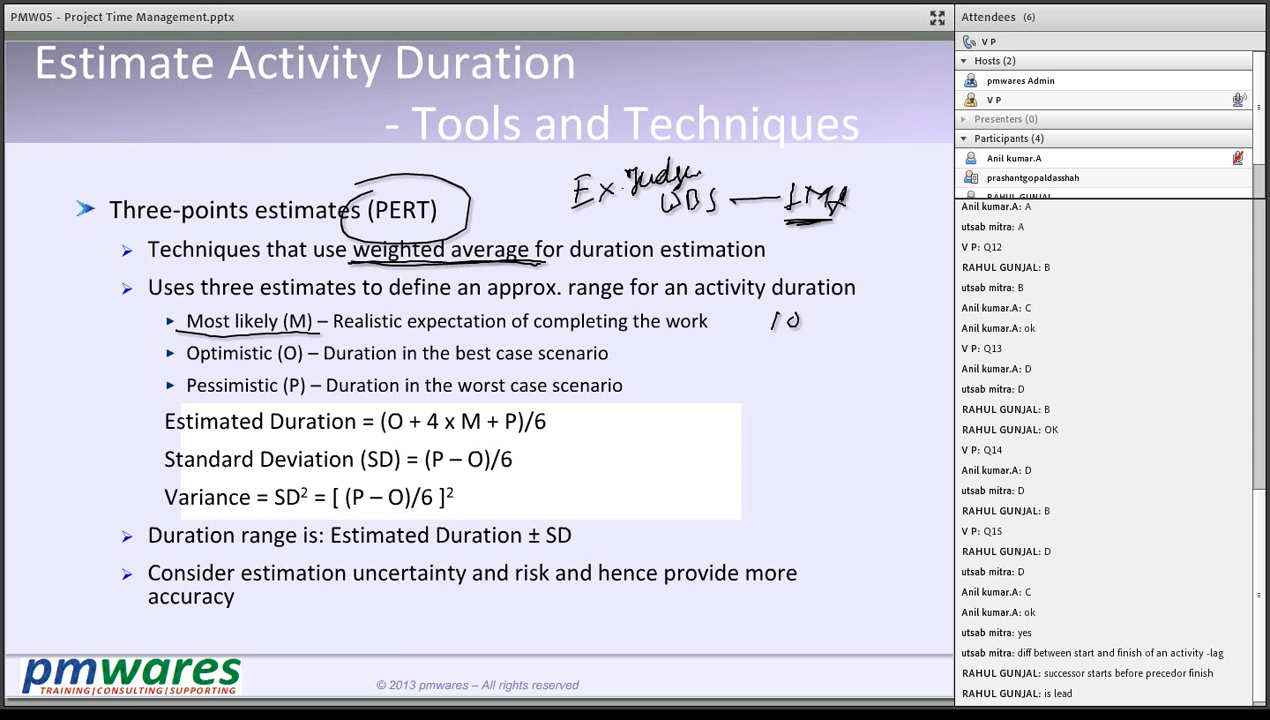 PMW05 - Project Time Management.pptx
Estimate Activity Duration
- Tools and Techniques
Ex. Judge
WBS —
Three-points estimates (PERT)
Techniques that use weighted average for duration estimation
Uses three estimates to define an approx. range for an activity duration
Most likely (M) – Realistic expectation of completing the work
10
Optimistic (O) – Duration in the best case scenario
Pessimistic (P) – Duration in the worst case scenario
Estimated Duration = (O + 4 x M + P)/6
Standard Deviation (SD) = (P – O)/6
Variance = SD² = [ (P – O)/6 ]²
Duration range is: Estimated Duration ± SD
Consider estimation uncertainty and risk and hence provide more
accuracy
pmwares
TRAINING|CONSULTING|SUPPORTING
© 2013 pmwares – All rights reserved
Attendees (6)
V P
Hosts (2)
pmwares Admin
V P
Presenters (0)
Participants (4)
Anil kumar.A
prashantgopaldasshah
RAHUL GUNJAL
Anil kumar.A: A
utsab mitra: A
V P: Q12
RAHUL GUNJAL: B
utsab mitra: B
Anil kumar.A: C
Anil kumar.A: ok
V P: Q13
Anil kumar.A: D
utsab mitra: D
RAHUL GUNJAL: B
RAHUL GUNJAL: OK
V P: Q14
Anil kumar.A: D
utsab mitra: D
RAHUL GUNJAL: B
V P: Q15
RAHUL GUNJAL: D
utsab mitra: D
Anil kumar.A: C
Anil kumar.A: ok
utsab mitra: yes
utsab mitra: diff between start and finish of an activity -lag
RAHUL GUNJAL: successor starts before precedor finish
RAHUL GUNJAL: is lead